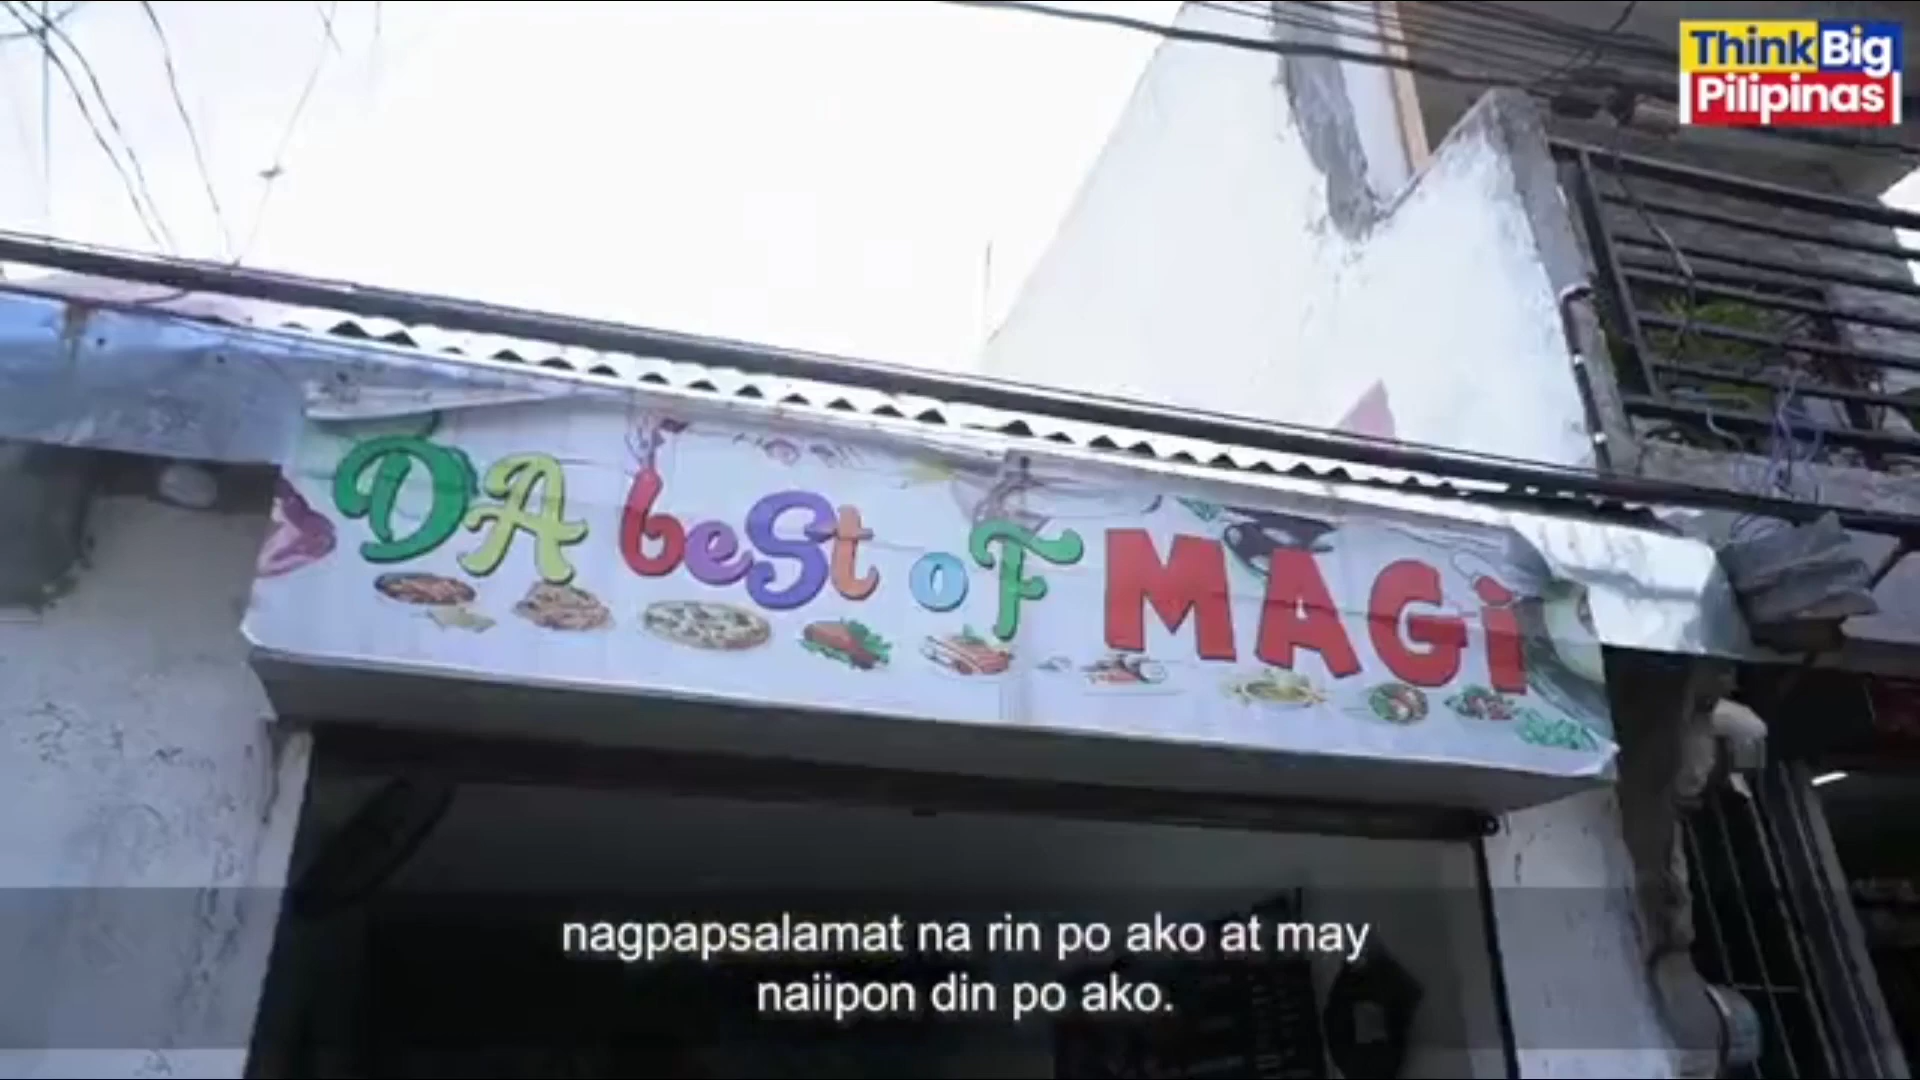 Think Big
Pilipinas
DA beSt oF MAGi
nagpapsalamat na rin po ako at may
naiipon din po ako.